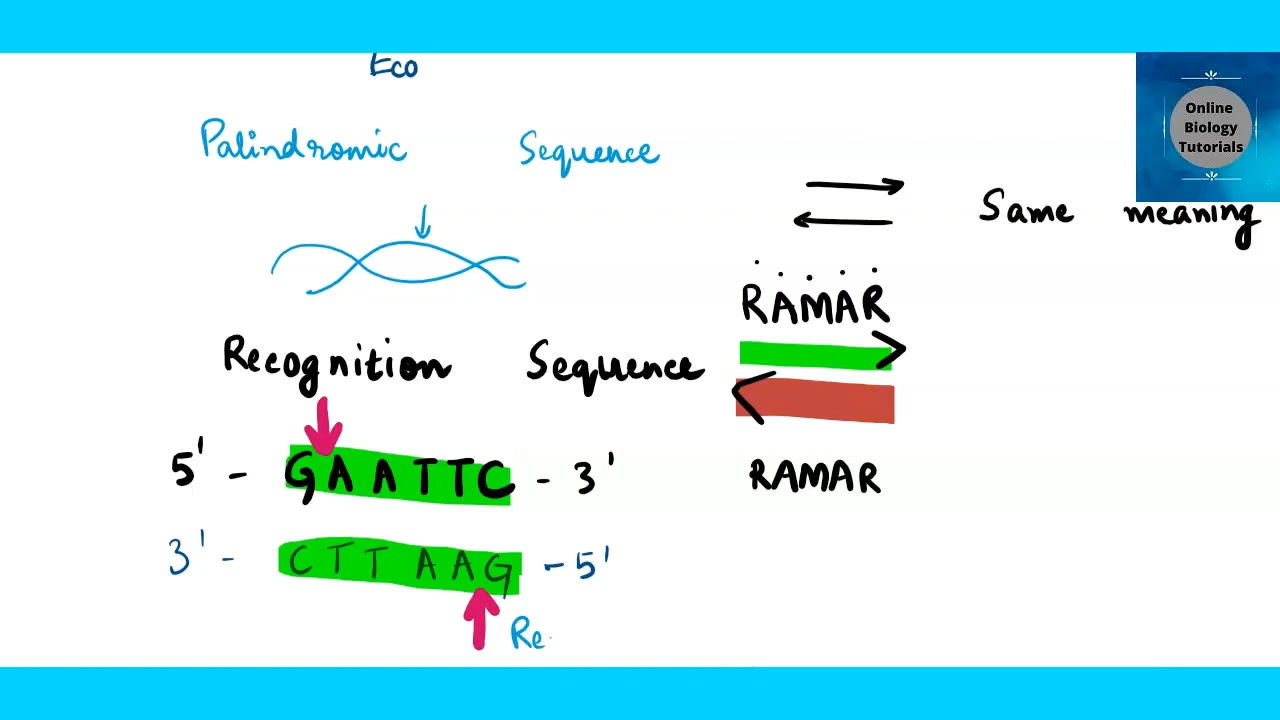 Eco
Online
Biology
Tutorials
Palindromic Sequence
Same meaning
RAMAR
Recognition Sequence
5' - GAATTC - 3'
RAMAR
3' - CTTAAG - 5'
Re